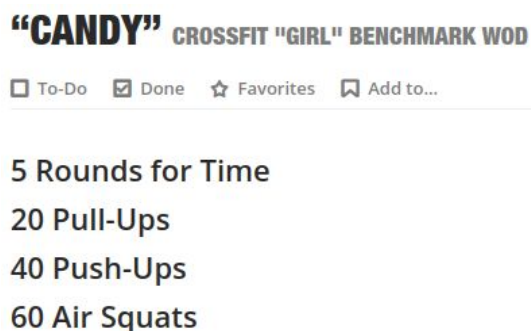 “CANDY” CROSSFIT "GIRL" BENCHMARK WOD
To-Do Done Favorites Add to...
5 Rounds for Time
20 Pull-Ups
40 Push-Ups
60 Air Squats